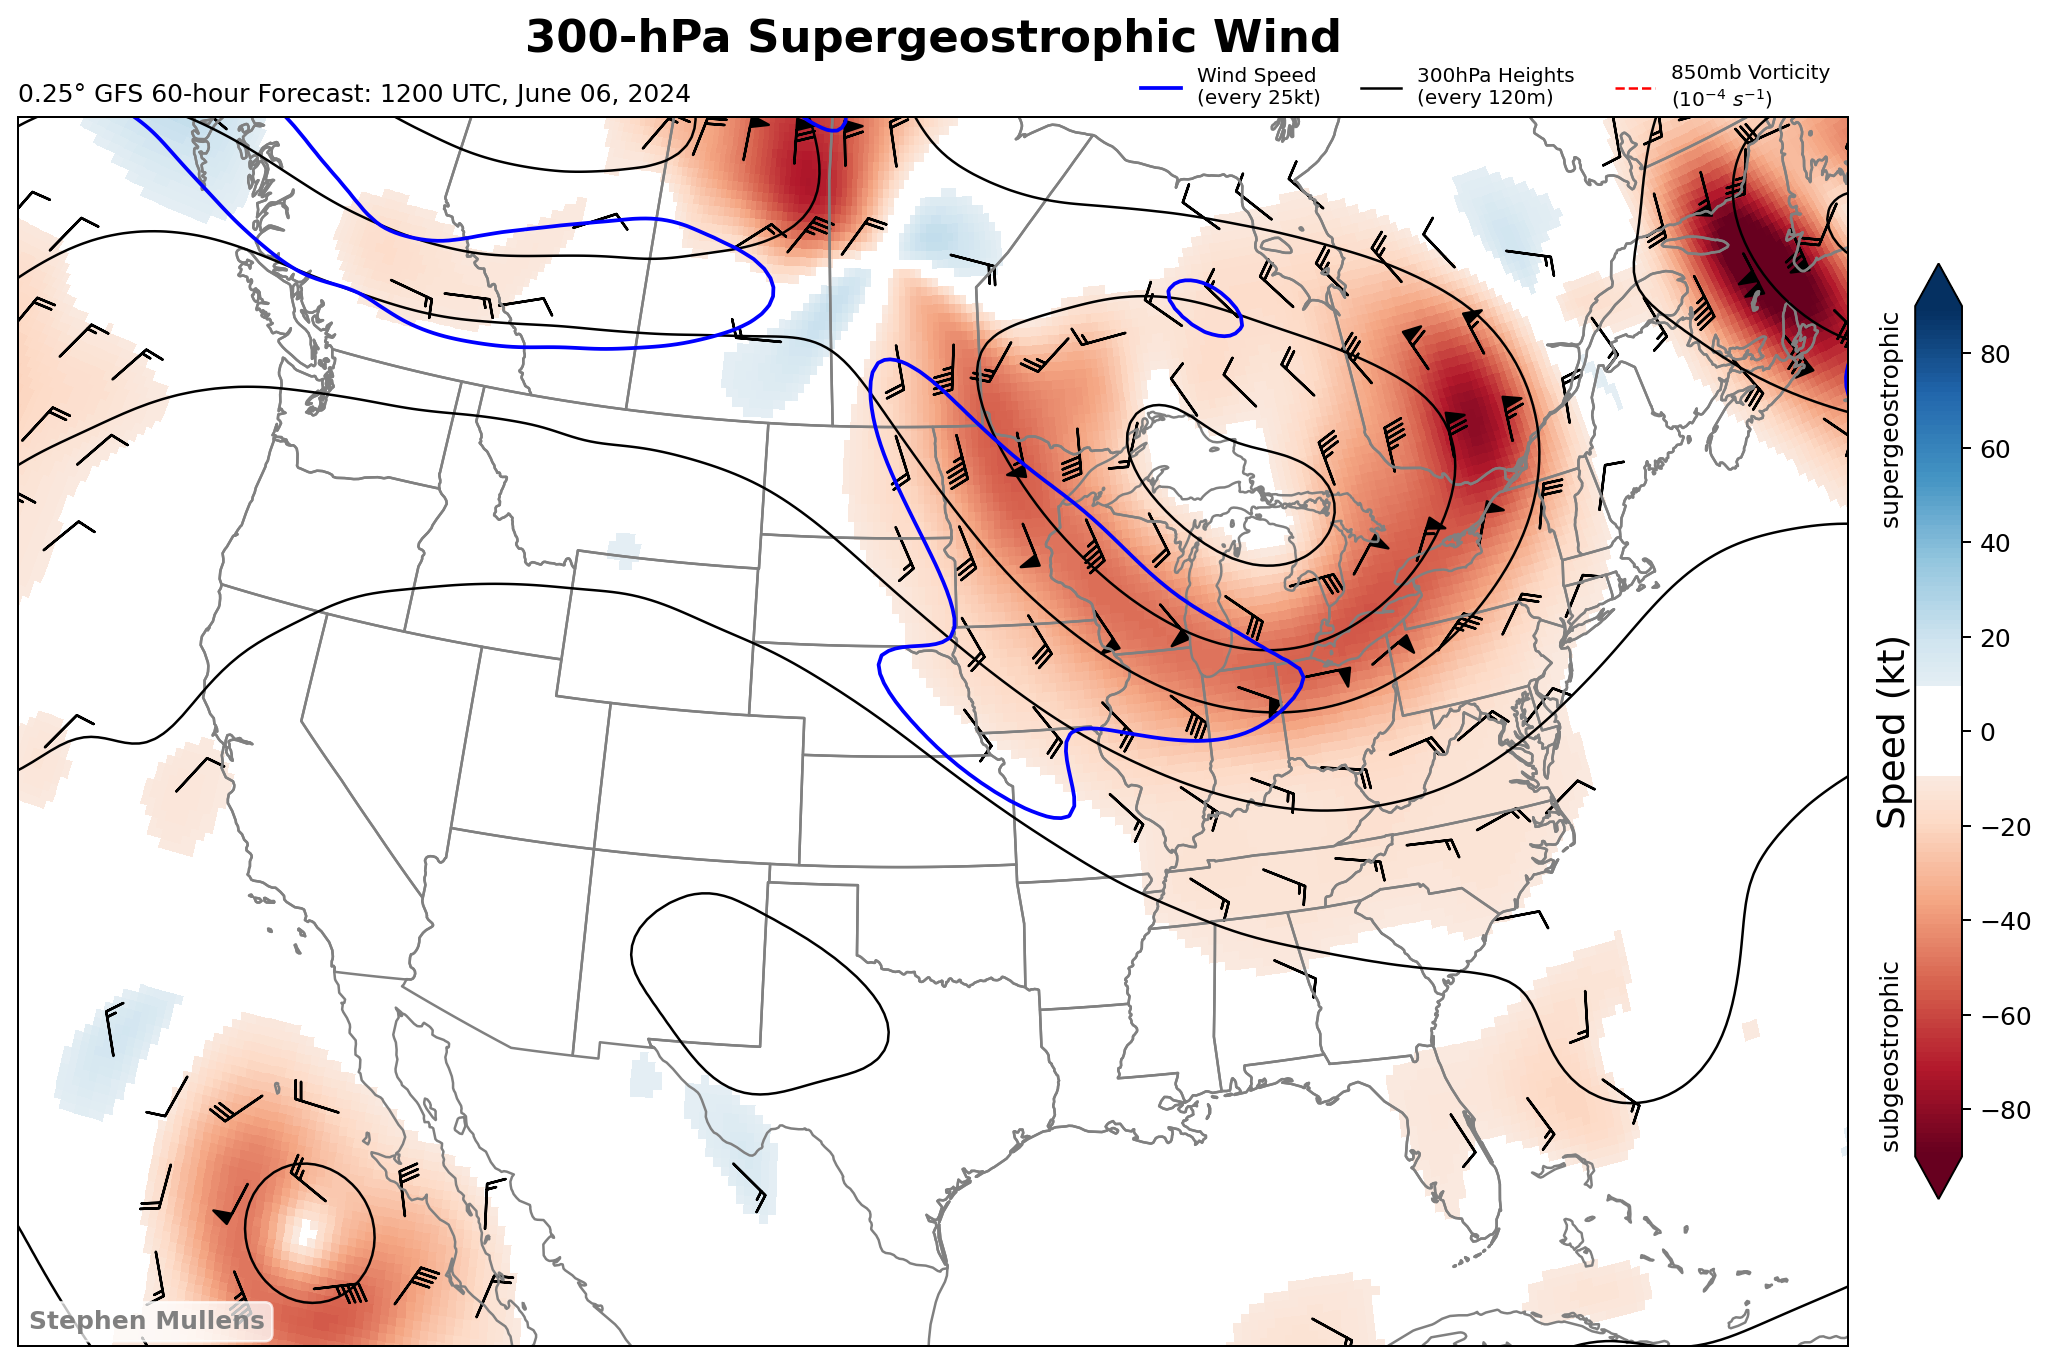 300-hPa Supergeostrophic Wind
0.25° GFS 60-hour Forecast: 1200 UTC, June 06, 2024
Wind Speed
(every 25kt)
300hPa Heights
(every 120m)
850mb Vorticity
(10⁻⁴ s⁻¹)
supergeostrophic
Speed (kt)
subgeostrophic
80
60
40
20
0
−20
−40
−60
−80
Stephen Mullens